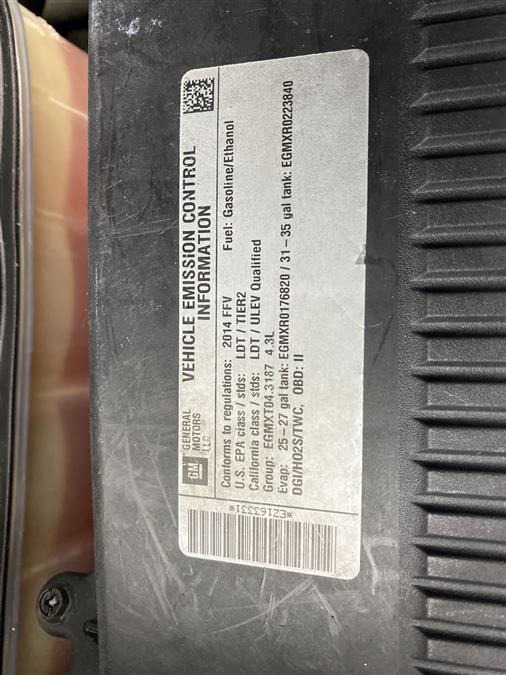 GM
GENERAL
MOTORS
LLC
VEHICLE EMISSION CONTROL
INFORMATION
Conforms to regulations: 2014 FFV Fuel: Gasoline/Ethanol
U.S. EPA class / stds: LDT / TIER2
California class / stds: LDT / ULEV Qualified
Group: EGMXT04.3187 4.3L
Evap: 25-27 gal tank: EGMXR0176820 / 31-35 gal tank: EGMXR0223840
DGI/HO2S/TWC, OBD: II
*EZ163331*